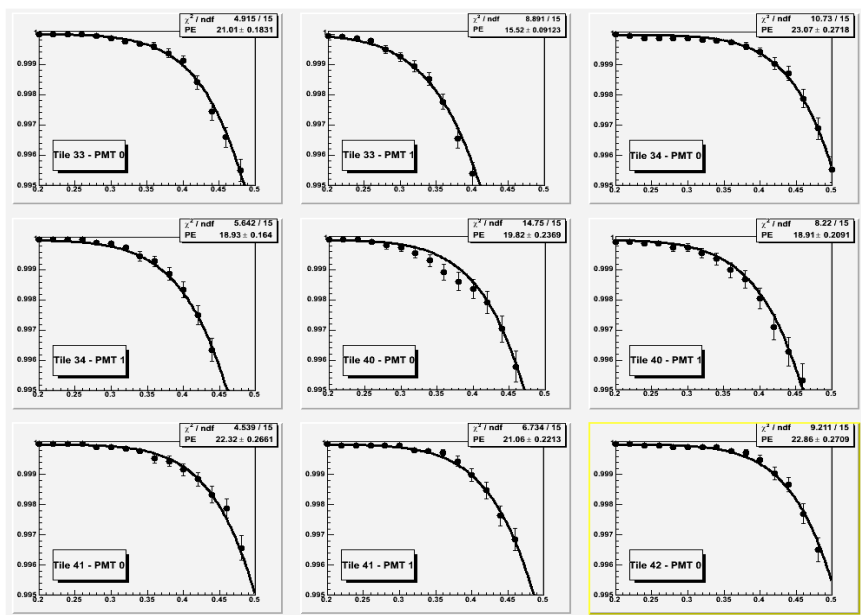 χ² / ndf 4.915 / 15
PE 21.01 ± 0.1831
1
0.999
0.998
0.997
0.996
0.995
0.2 0.25 0.3 0.35 0.4 0.45 0.5
Tile 33 - PMT 0
χ² / ndf 8.891 / 15
PE 15.52 ± 0.09123
1
0.999
0.998
0.997
0.996
0.995
0.2 0.25 0.3 0.35 0.4 0.45 0.5
Tile 33 - PMT 1
χ² / ndf 10.73 / 15
PE 23.07 ± 0.2718
1
0.999
0.998
0.997
0.996
0.995
0.2 0.25 0.3 0.35 0.4 0.45 0.5
Tile 34 - PMT 0
χ² / ndf 5.642 / 15
PE 18.93 ± 0.164
1
0.999
0.998
0.997
0.996
0.995
0.2 0.25 0.3 0.35 0.4 0.45 0.5
Tile 34 - PMT 1
χ² / ndf 14.75 / 15
PE 19.82 ± 0.2369
1
0.999
0.998
0.997
0.996
0.995
0.2 0.25 0.3 0.35 0.4 0.45 0.5
Tile 40 - PMT 0
χ² / ndf 8.22 / 15
PE 18.91 ± 0.2091
1
0.999
0.998
0.997
0.996
0.995
0.2 0.25 0.3 0.35 0.4 0.45 0.5
Tile 40 - PMT 1
χ² / ndf 4.539 / 15
PE 22.32 ± 0.2661
1
0.999
0.998
0.997
0.996
0.995
0.2 0.25 0.3 0.35 0.4 0.45 0.5
Tile 41 - PMT 0
χ² / ndf 6.734 / 15
PE 21.06 ± 0.2213
1
0.999
0.998
0.997
0.996
0.995
0.2 0.25 0.3 0.35 0.4 0.45 0.5
Tile 41 - PMT 1
χ² / ndf 9.211 / 15
PE 22.86 ± 0.2709
1
0.999
0.998
0.997
0.996
0.995
0.2 0.25 0.3 0.35 0.4 0.45 0.5
Tile 42 - PMT 0